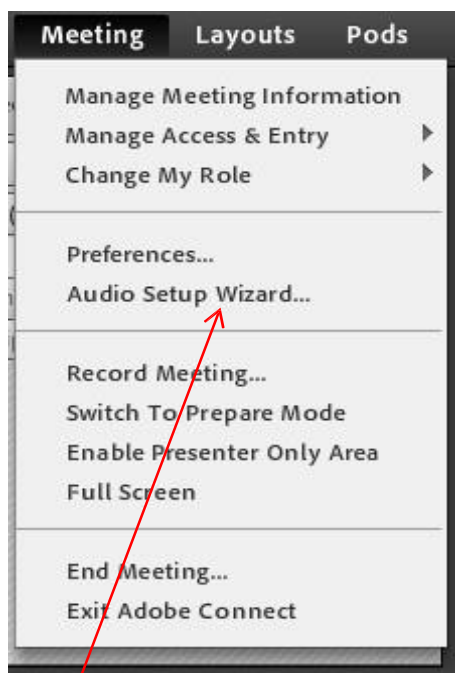 Meeting Layouts Pods
Manage Meeting Information
Manage Access & Entry
Change My Role
Preferences...
Audio Setup Wizard...
Record Meeting...
Switch To Prepare Mode
Enable Presenter Only Area
Full Screen
End Meeting...
Exit Adobe Connect